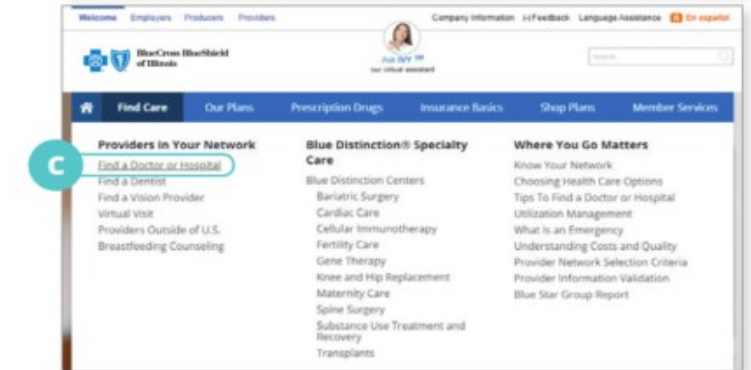 Welcome Employers Producers Providers
Company Information [+] Feedback Language Assistance En español
BlueCross BlueShield
of Illinois
Ask IVY ™
our virtual assistant
Search
Find Care Our Plans Prescription Drugs Insurance Basics Shop Plans Member Services
C
Providers in Your Network
Find a Doctor or Hospital
Find a Dentist
Find a Vision Provider
Virtual Visit
Providers Outside of U.S.
Breastfeeding Counseling
Blue Distinction® Specialty
Care
Blue Distinction Centers
Bariatric Surgery
Cardiac Care
Cellular Immunotherapy
Fertility Care
Gene Therapy
Knee and Hip Replacement
Maternity Care
Spine Surgery
Substance Use Treatment and
Recovery
Transplants
Where You Go Matters
Know Your Network
Choosing Health Care Options
Tips To Find a Doctor or Hospital
Utilization Management
What is an Emergency
Understanding Costs and Quality
Provider Network Selection Criteria
Provider Information Validation
Blue Star Group Report